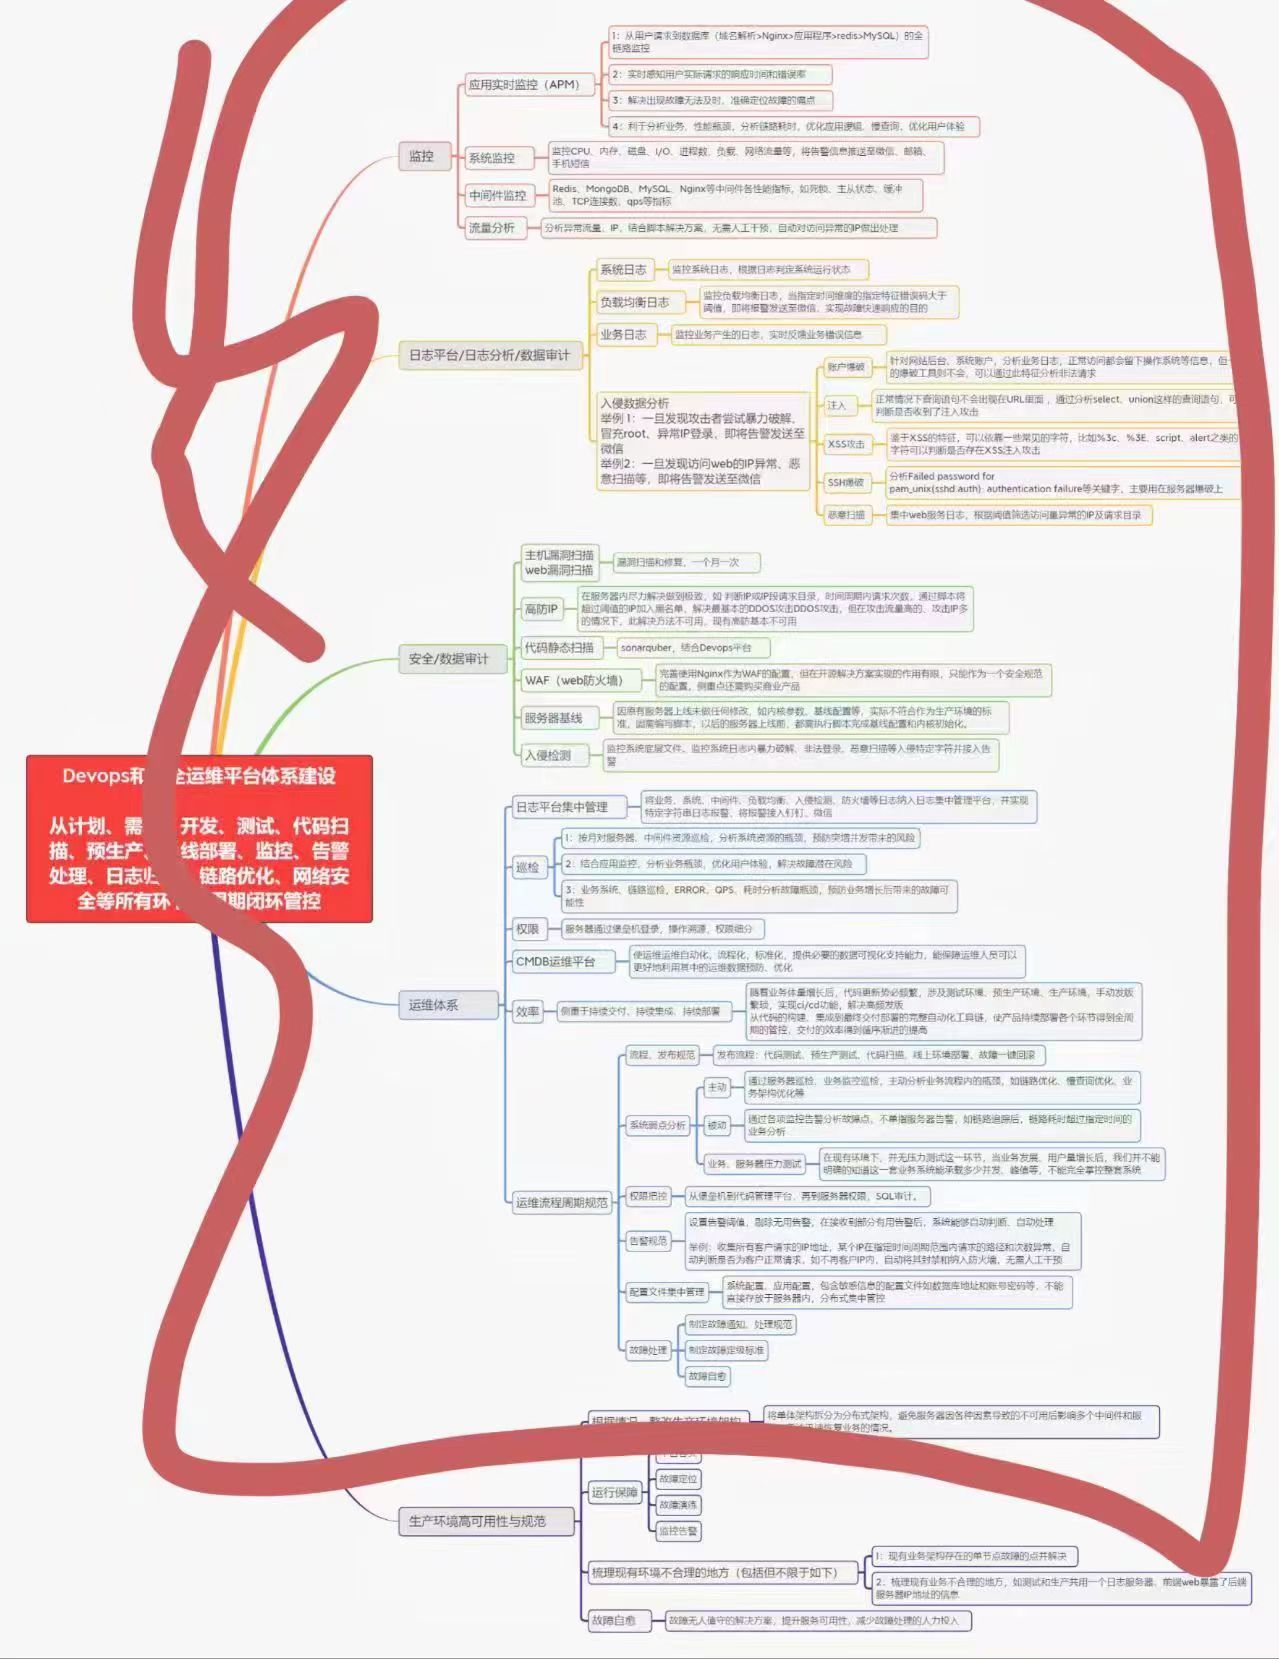 1：从用户请求到数据库（域名解析>Nginx>应用程序>redis>MySQL）的全
链路监控
应用实时监控（APM）
2：实时感知用户实际请求的响应时间和错误率
3：解决出现故障无法及时、准确定位故障的痛点
4：利于分析业务、性能瓶颈，分析链路耗时，优化应用逻辑、慢查询，优化用户体验
监控
系统监控
监控CPU、内存、磁盘、I/O、进程数、负载、网络流量等，将告警信息推送至微信、邮箱、
手机短信
中间件监控
Redis、MongoDB、MySQL、Nginx等中间件各性能指标，如死锁、主从状态、缓冲
池、TCP连接数、qps等指标
流量分析
分析异常流量、IP，结合脚本解决方案，无需人工干预，自动对访问异常的IP做出处理
日志平台/日志分析/数据审计
系统日志
监控系统日志，根据日志判定系统运行状态
负载均衡日志
监控负载均衡日志，当指定时间维度的指定特征错误码大于
阈值，即将报警发送至微信，实现故障快速响应的目的
业务日志
监控业务产生的日志，实时反馈业务错误信息
入侵数据分析
举例1：一旦发现攻击者尝试暴力破解、
冒充root、异常IP登录，即将告警发送至
微信
举例2：一旦发现访问web的IP异常、恶
意扫描等，即将告警发送至微信
账户爆破
针对网站后台、系统账户，分析业务日志，正常访问都会留下操作系统等信息，但
的爆破工具则不会，可以通过此特征分析非法请求
注入
正常情况下查询语句不会出现在URL里面，通过分析select、union这样的查询语句，可
判断是否收到了注入攻击
XSS攻击
鉴于XSS的特征，可以依靠一些常见的字符，比如%3c、%3E、script、alert之类的
字符可以判断是否存在XSS注入攻击
SSH爆破
分析Failed password for
pam_unix(sshd:auth): authentication failure等关键字，主要用在服务器爆破上
恶意扫描
集中web服务日志，根据阈值筛选访问量异常的IP及请求目录
安全/数据审计
主机漏洞扫描
web漏洞扫描
漏洞扫描和修复，一个月一次
高防IP
在服务器内尽力解决做到极致，如 判断IP或IP段请求目录，时间周期内请求次数，通过脚本将
超过阈值的IP加入黑名单，解决最基本的DDOS攻击DDOS攻击，但在攻击流量高的、攻击IP多
的情况下，此解决方法不可用，现有高防基本不可用
代码静态扫描
sonarquber，结合Devops平台
WAF（web防火墙）
完善使用Nginx作为WAF的配置，但在开源解决方案实现的作用有限，只能作为一个安全规范
的配置，侧重点还需购买商业产品
服务器基线
因原有服务器上线未做任何修改，如内核参数、基线配置等，实际不符合作为生产环境的标
准，固需编写脚本，以后的服务器上线前，都需执行脚本完成基线配置和内核初始化。
入侵检测
监控系统底层文件、监控系统日志内暴力破解、非法登录、恶意扫描等入侵特定字符并接入告
警
Devops和 全运维平台体系建设
从计划、需 开发、测试、代码扫
描、预生产、 线部署、监控、告警
处理、日志归 链路优化、网络安
全等所有环 周期闭环管控
运维体系
日志平台集中管理
将业务、系统、中间件、负载均衡、入侵检测、防火墙等日志纳入日志集中管理平台，并实现
特定字符串日志报警，将报警接入钉钉、微信
巡检
1：按月对服务器、中间件资源巡检，分析系统资源的瓶颈，预防突增并发带来的风险
2：结合应用监控，分析业务瓶颈，优化用户体验，解决故障潜在风险
3：业务系统、链路巡检，ERROR、QPS、耗时分析故障瓶颈，预防业务增长后带来的故障可
能性
权限
服务器通过堡垒机登录，操作溯源，权限细分
CMDB运维平台
使运维运维自动化、流程化，标准化，提供必要的数据可视化支持能力，能保障运维人员可以
更好地利用其中的运维数据预防、优化
效率
侧重于持续交付、持续集成、持续部署
随着业务体量增长后，代码更新势必频繁，涉及测试环境、预生产环境、生产环境，手动发版
繁琐，实现ci/cd功能，解决高频发版
从代码的构建、集成到最终交付部署的完整自动化工具链，使产品持续部署各个环节得到全周
期的管控，交付的效率得到循序渐进的提高
运维流程周期规范
流程、发布规范
发布流程：代码测试、预生产测试、代码扫描、线上环境部署、故障一键回滚
系统弱点分析
主动
通过服务器巡检、业务监控巡检，主动分析业务流程内的瓶颈，如链路优化、慢查询优化、业
务架构优化等
被动
通过各项监控告警分析故障点，不单指服务器告警，如链路追踪后，链路耗时超过指定时间的
业务分析
业务、服务器压力测试
在现有环境下，并无压力测试这一环节，当业务发展、用户量增长后，我们并不能
明确的知道这一套业务系统能承载多少并发、峰值等，不能完全掌控整套系统
权限把控
从堡垒机到代码管理平台，再到服务器权限，SQL审计。
告警规范
设置告警阈值，剔除无用告警，在接收到部分有用告警后，系统能够自动判断、自动处理
举例：收集所有客户请求的IP地址，某个IP在指定时间周期范围内请求的路径和次数异常，自
动判断是否为客户正常请求，如不再客户IP内，自动将其封禁和纳入防火墙，无需人工干预
配置文件集中管理
系统配置、应用配置，包含敏感信息的配置文件如数据库地址和账号密码等，不能
直接存放于服务器内，分布式集中管控
故障处理
制定故障通知、处理规范
制定故障定级标准
故障自愈
生产环境高可用性与规范
根据情况，整改生产环境架构
将单体架构拆分为分布式架构，避免服务器因各种因素导致的不可用后影响多个中间件和服
恢复业务的情况。
运行保障
故障定位
故障演练
监控告警
梳理现有环境不合理的地方（包括但不限于如下）
1：现有业务架构存在的单节点故障的点并解决
2：梳理现有业务不合理的地方，如测试和生产共用一个日志服务器、前端web暴露了后端
服务器IP地址的信息
故障自愈
故障无人值守的解决方案，提升服务可用性，减少故障处理的人力投入